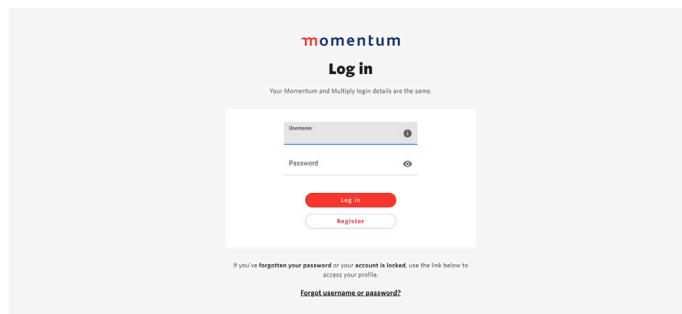 momentum
Log in
Your Momentum and Multiply login details are the same.
Username
Password
Log in
Register
If you've forgotten your password or your account is locked, use the link below to
access your profile.
Forgot username or password?